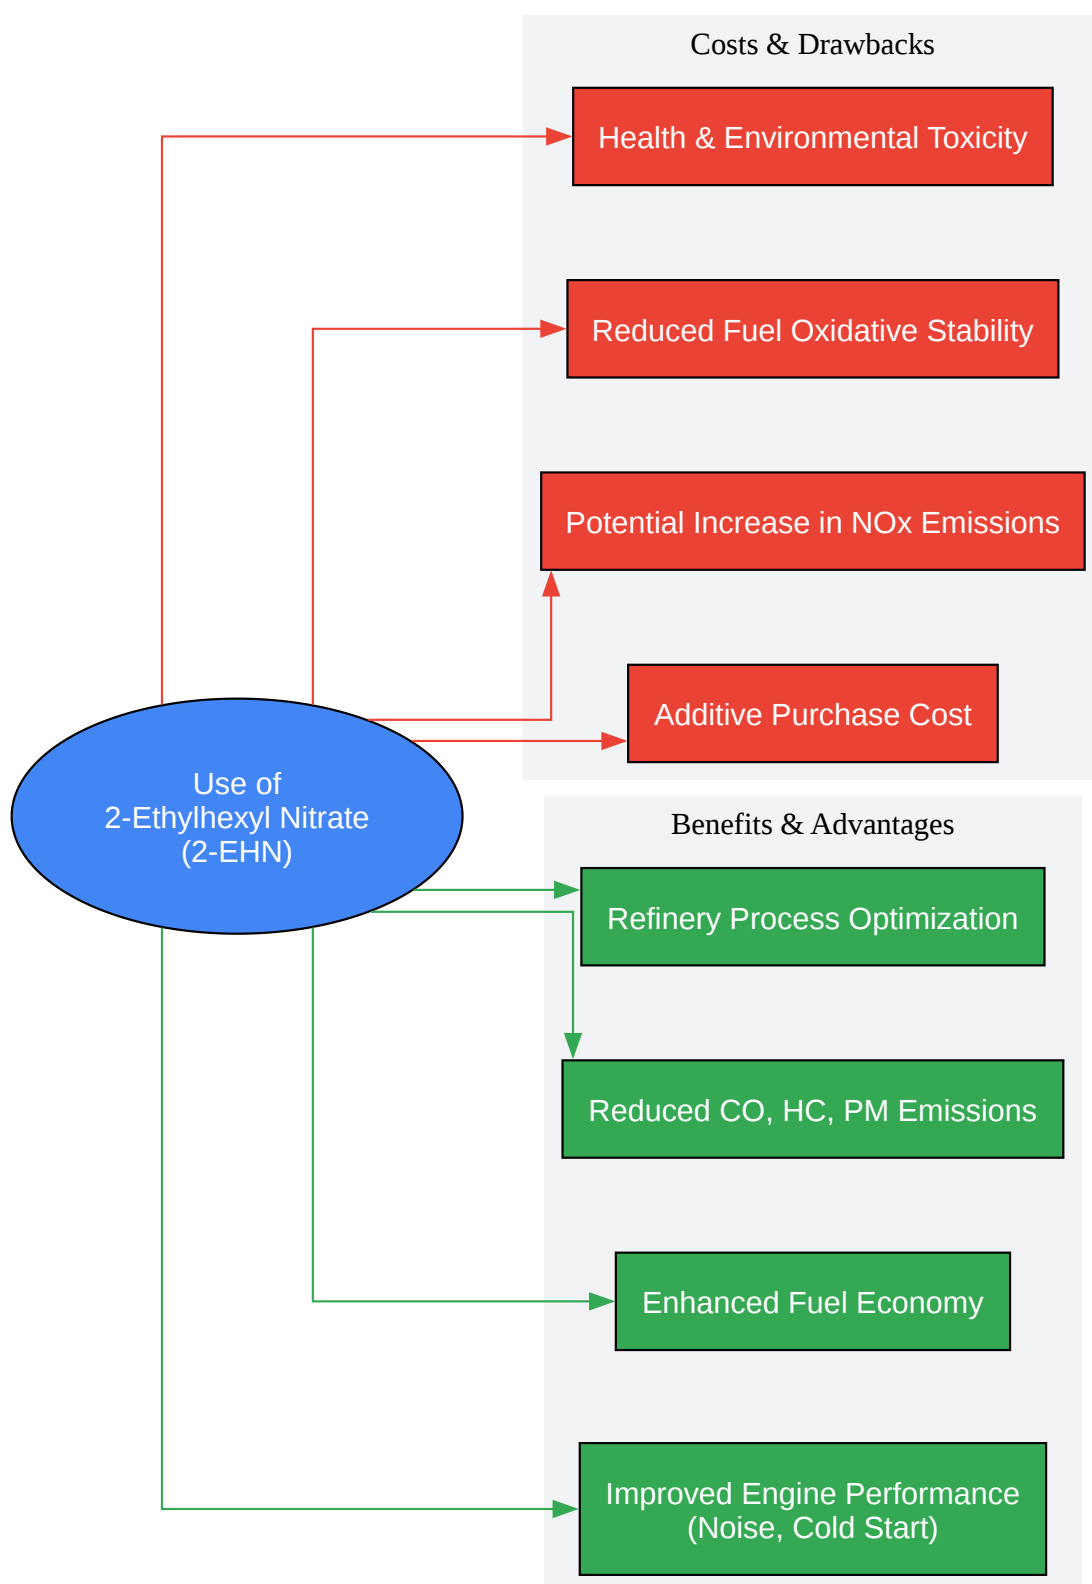 Costs & Drawbacks
Health & Environmental Toxicity
Reduced Fuel Oxidative Stability
Potential Increase in NOx Emissions
Additive Purchase Cost
Use of
2-Ethylhexyl Nitrate
(2-EHN)
Benefits & Advantages
Refinery Process Optimization
Reduced CO, HC, PM Emissions
Enhanced Fuel Economy
Improved Engine Performance
(Noise, Cold Start)